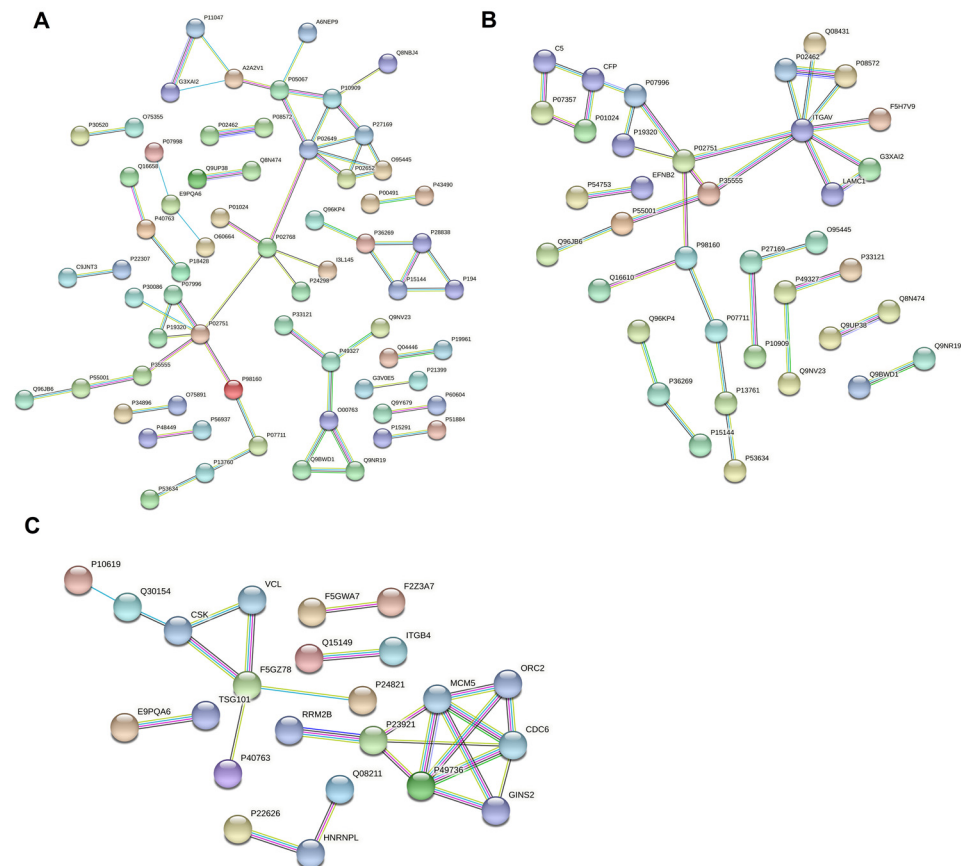 A
P11047
A6NEP9
Q8NBJ4
G3XAI2
A2A2V1
P05067
P10909
P30520
O75355
P02462
P08572
P27169
P02649
P07998
Q16658
Q9UP38
Q8N474
P02652
O95445
E9PQA6
P00491
P43490
P40763
P01024
Q96KP4
O60664
P02768
P36269
P28838
P18428
I3L145
C9JNT3
P22307
P24298
P15144
P194
P30086
P07996
P19320
P02751
P33121
Q9NV23
P49327
Q04446
P19961
P35555
Q96JB6
P55001
P98160
G3V0E5
P21399
P34896
O75891
O00763
Q9Y679
P60604
P48449
P56937
P07711
P15291
P51884
P13760
Q9BWD1
Q9NR19
P53634
B
C5
CFP
P07996
P02462
Q08431
P08572
P07357
P01024
P19320
ITGAV
F5H7V9
P02751
G3XAI2
P54753
EFNB2
P35555
LAMC1
P55001
Q96JB6
P98160
P27169
O95445
Q16610
P49327
P33121
Q96KP4
P07711
Q9UP38
Q8N474
P10909
Q9NV23
Q9BWD1
Q9NR19
P36269
P13761
P15144
P53634
C
P10619
Q30154
VCL
CSK
F5GWA7
F2Z3A7
Q15149
ITGB4
F5GZ78
ORC2
TSG101
P24821
MCM5
E9PQA6
RRM2B
P23921
CDC6
P40763
P49736
Q08211
GINS2
P22626
HNRNPL